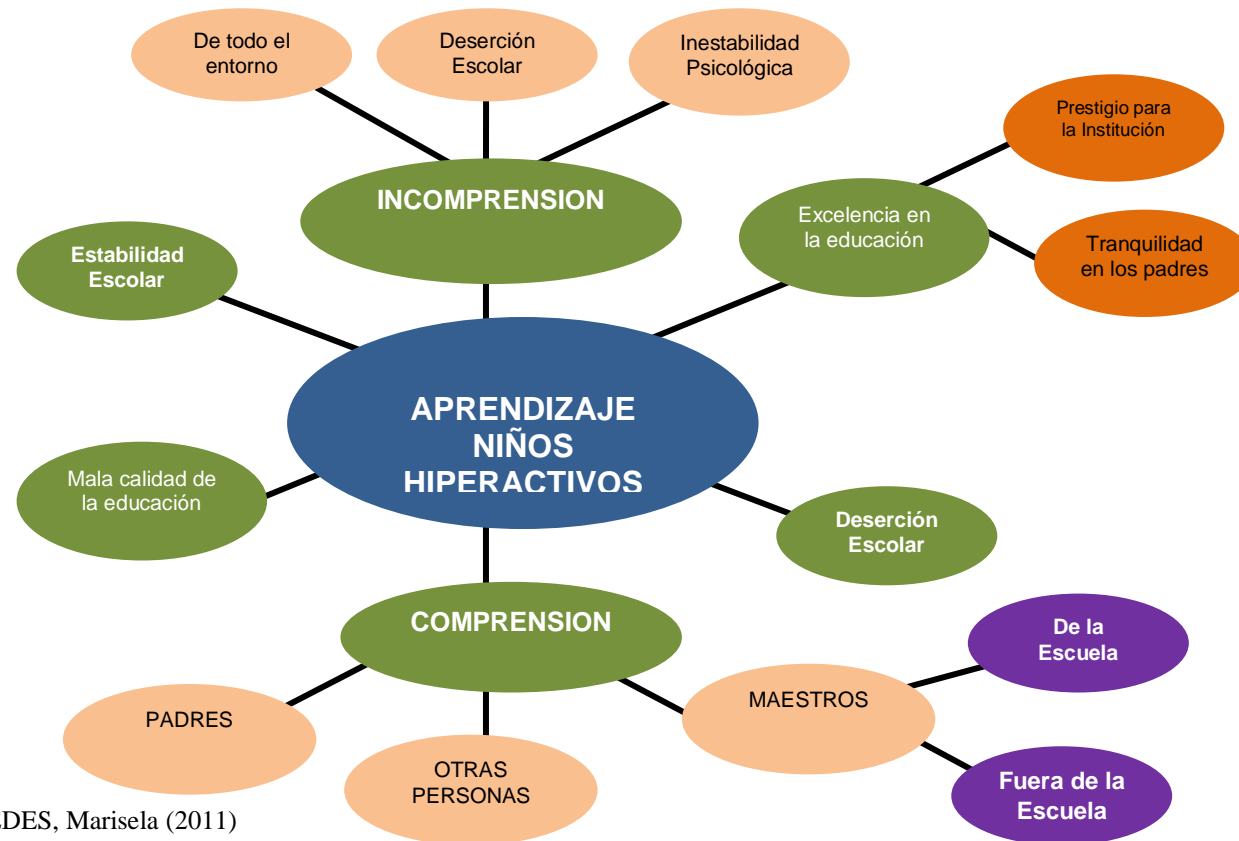 De todo el
entorno
Deserción
Escolar
Inestabilidad
Psicológica
Prestigio para
la Institución
INCOMPRENSION
Excelencia en
la educación
Tranquilidad
en los padres
Estabilidad
Escolar
APRENDIZAJE
NIÑOS
HIPERACTIVOS
Mala calidad de
la educación
Deserción
Escolar
COMPRENSION
De la
Escuela
MAESTROS
PADRES
OTRAS
PERSONAS
Fuera de la
Escuela
Marisela (2011)